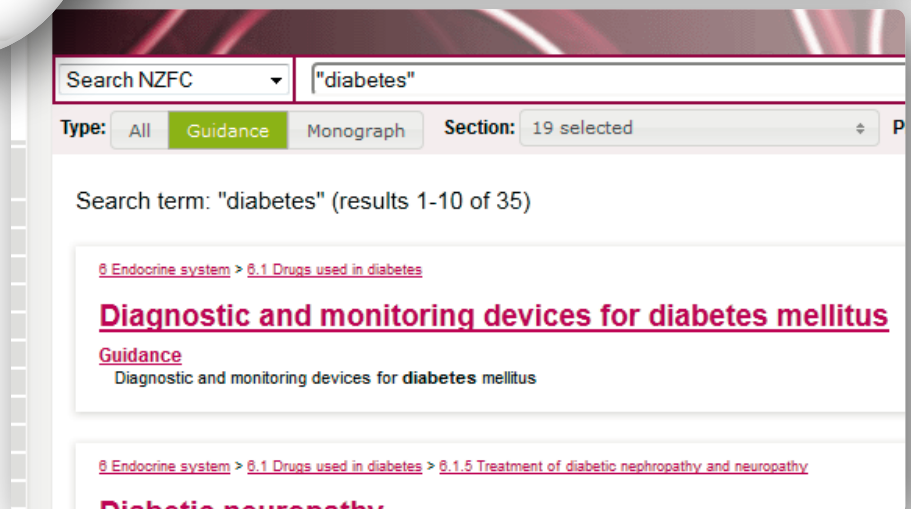 Search NZFC "diabetes"
Type: All Guidance Monograph Section: 19 selected P
Search term: "diabetes" (results 1-10 of 35)
6 Endocrine system > 6.1 Drugs used in diabetes
Diagnostic and monitoring devices for diabetes mellitus
Guidance
Diagnostic and monitoring devices for diabetes mellitus
6 Endocrine system > 6.1 Drugs used in diabetes > 6.1.5 Treatment of diabetic nephropathy and neuropathy
Diabetic neuropathy